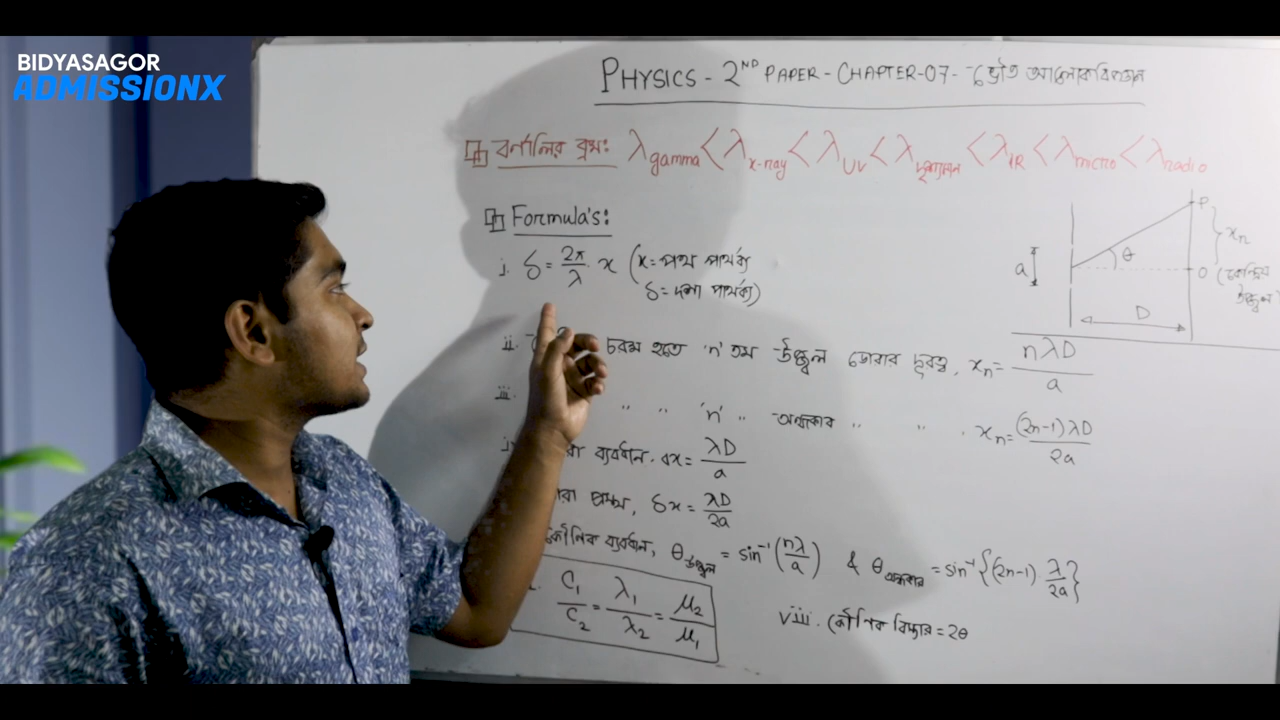 BIDYASAGOR
ADMISSIONX
PHYSICS - 2ND PAPER - CHAPTER-07 - ভৌত আলোকবিজ্ঞান
বর্ণালির ক্রম: λgamma < λx-ray < λUV < λদৃশ্যমান < λIR < λmicro < λradio
Formula's:
i. δ = 2π/λ · x (x = পথ পার্থক্য
δ = দশা পার্থক্য)
ii. চরম হতে 'n' তম উজ্জ্বল ডোরার দূরত্ব, xn = nλD/a
iii. " " 'n' " অন্ধকার " " . xn = (2n-1)λD/2a
ব্যবধান, = λD/a
প্রস্থ, δx = λD/2a
কৌণিক ব্যবধান, θউজ্জ্বল = sin⁻¹(nλ/a) & θঅন্ধকার = sin⁻¹{(2n-1) λ/2a}
C1/C2 = λ1/λ2 = μ2/μ1
viii. কৌণিক বিস্তার = 2θ
P
xn
θ
a
O (কেন্দ্রিয়
উজ্জ্বল
D